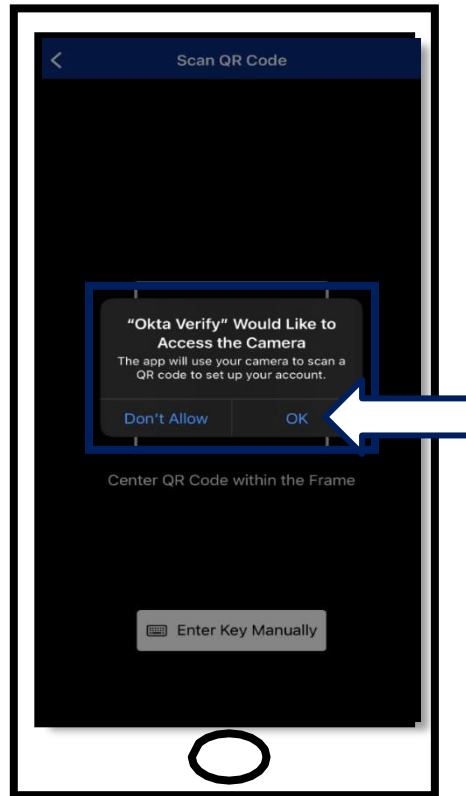 Scan QR Code
“Okta Verify” Would Like to
Access the Camera
The app will use your camera to scan a
QR code to set up your account.
Don't Allow OK
Center QR Code within the Frame
Enter Key Manually